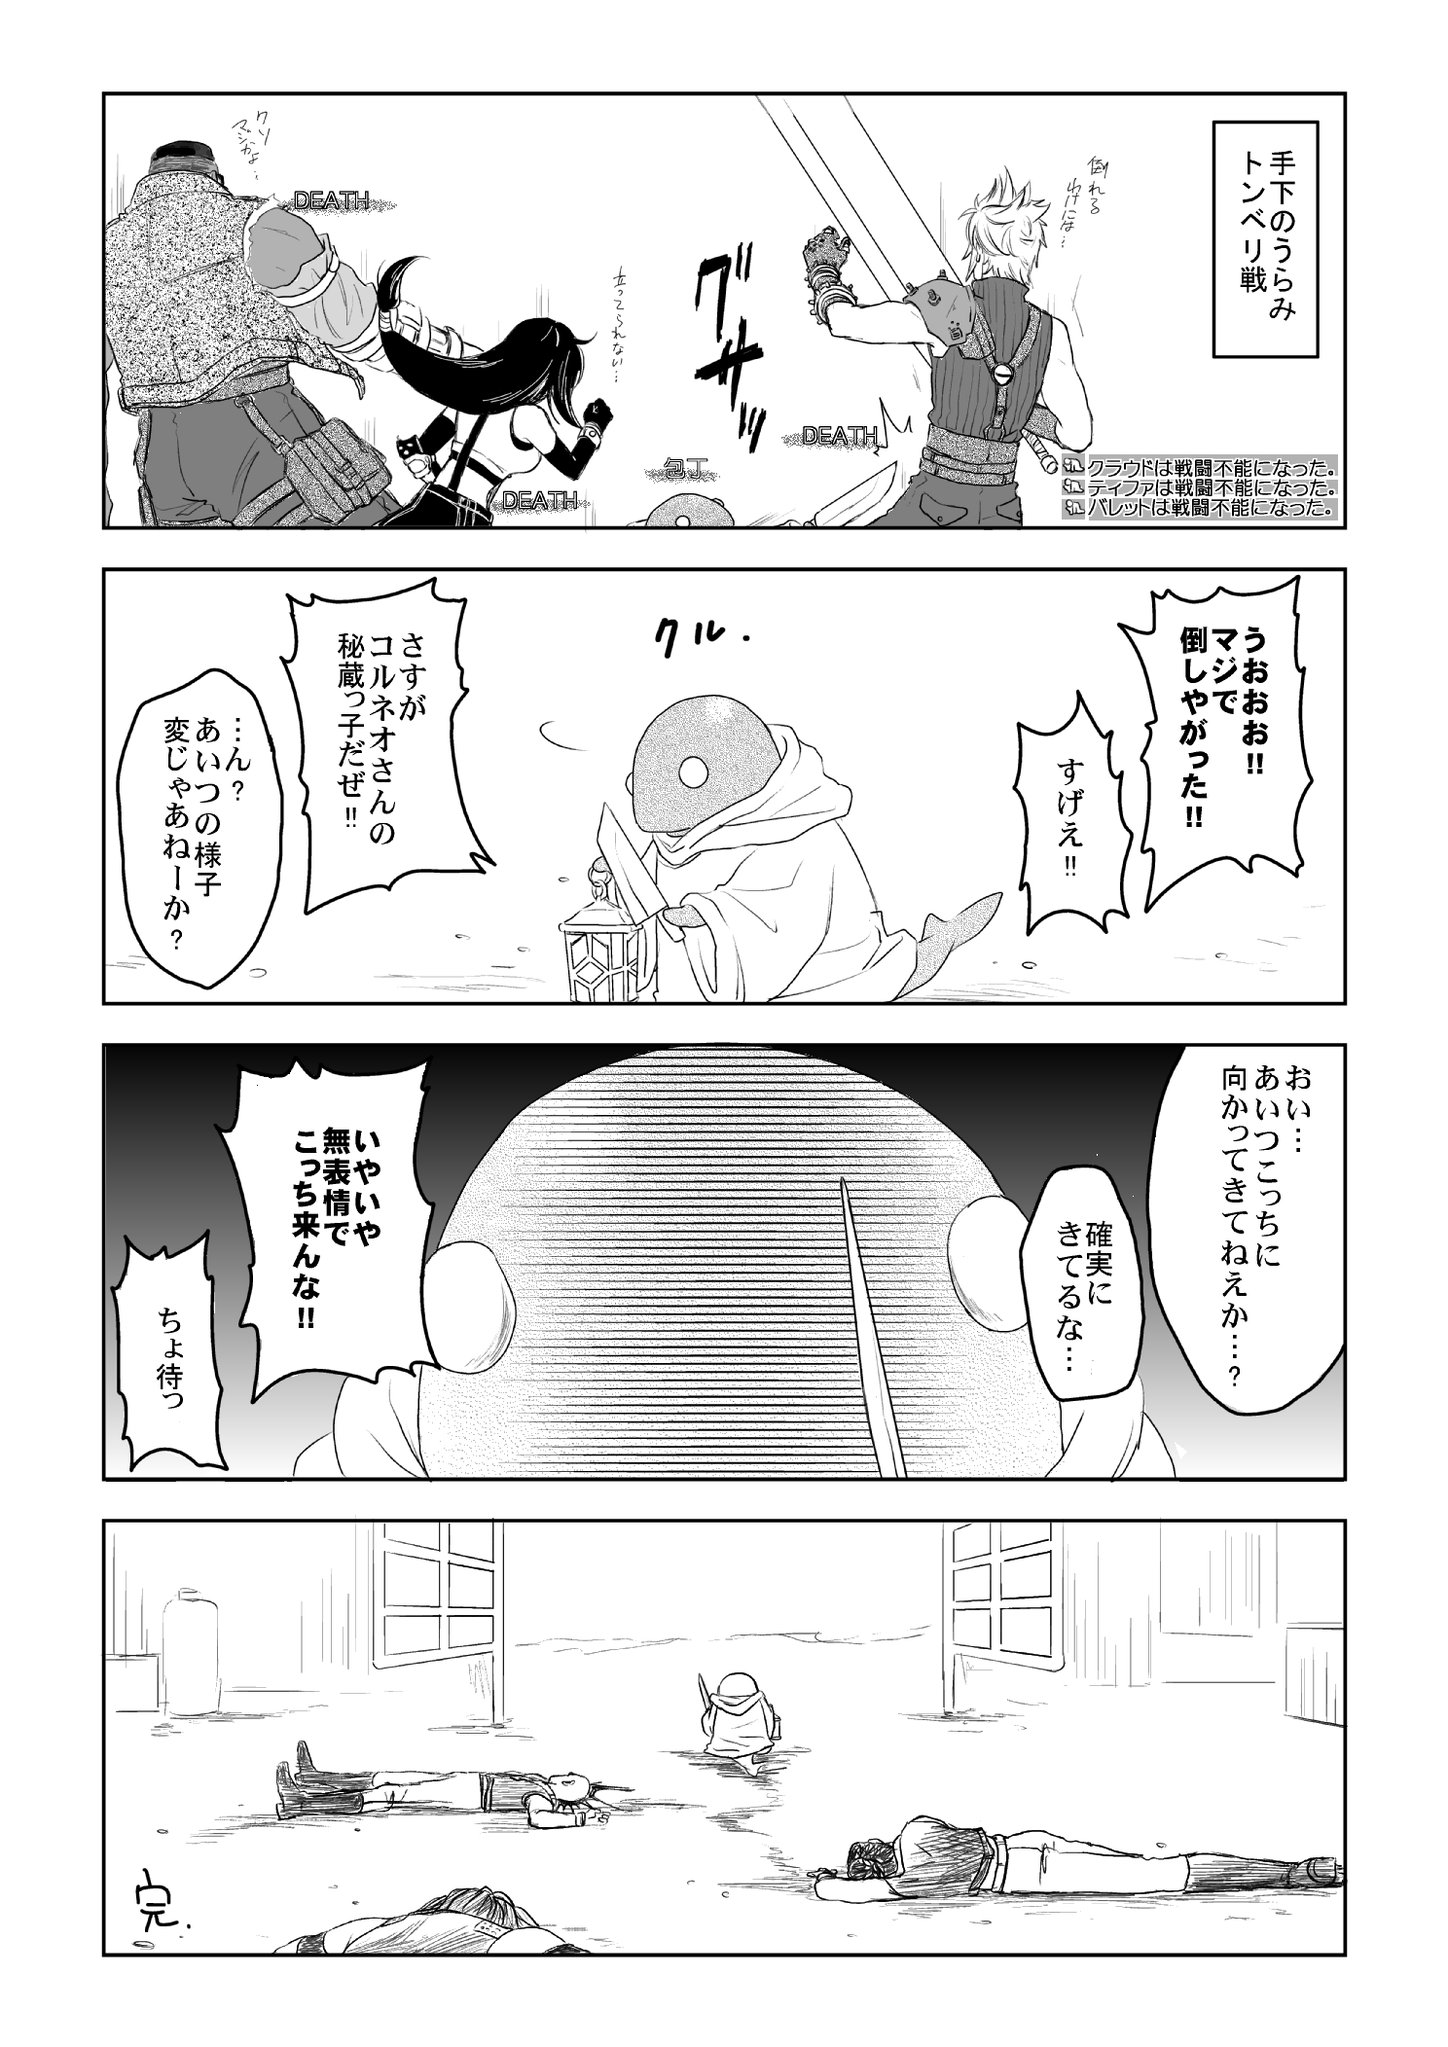 手下のうらみ
トンベリ戦
倒れる
わけには…
DEATH
クラウドは戦闘不能になった。
ティファは戦闘不能になった。
バレットは戦闘不能になった。
グサッ
包丁
立ってられない…
DEATH
クソ
マジかよ…
DEATH
うおおお!!
マジで
倒しやがった!!
すげえ!!
クル.
さすが
コルネオさんの
秘蔵っ子だぜ!!
…ん?
あいつの様子
変じゃあねーか?
おい…
あいつこっちに
向かってきてねえか…?
確実に
きてるな…
いやいや
無表情で
こっち来んな!!
ちょ待っ
完.